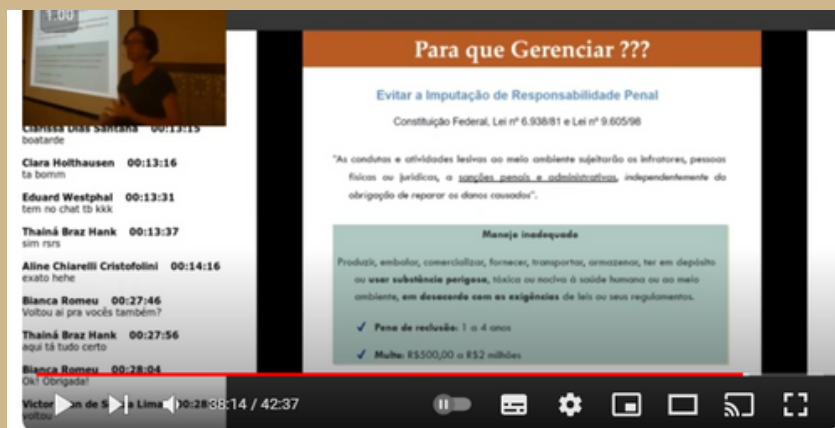 1.00
Clarissa Dias Santana 00:13:15
boatarde
Clara Holthausen 00:13:16
ta bomm
Eduard Westphal 00:13:31
tem no chat tb kkk
Thainá Braz Hank 00:13:37
sim rsrs
Aline Chiarelli Cristofolini 00:14:16
exato hehe
Bianca Romeu 00:27:46
Voltou ai pra vocês também?
Thainá Braz Hank 00:27:56
aqui tá tudo certo
Bianca Romeu 00:28:04
Ok! Obrigada!
Victor de Lima 00:28
voltou
Para que Gerenciar ???
Evitar a Imputação de Responsabilidade Penal
Constituição Federal, Lei nº 6.938/81 e Lei nº 9.605/98
"As condutas e atividades lesivas ao meio ambiente sujeitarão os infratores, pessoas
físicas ou jurídicas, a sanções penais e administrativas, independentemente da
obrigação de reparar os danos causados".
Manejo inadequado
Produzir, embalar, comercializar, fornecer, transportar, armazenar, ter em depósito
ou usar substância perigosa, tóxica ou nociva à saúde humana ou ao meio
ambiente, em desacordo com as exigências de leis ou seus regulamentos.
✓ Pena de reclusão: 1 a 4 anos
✓ Multa: R$500,00 a R$2 milhões
38:14 / 42:37